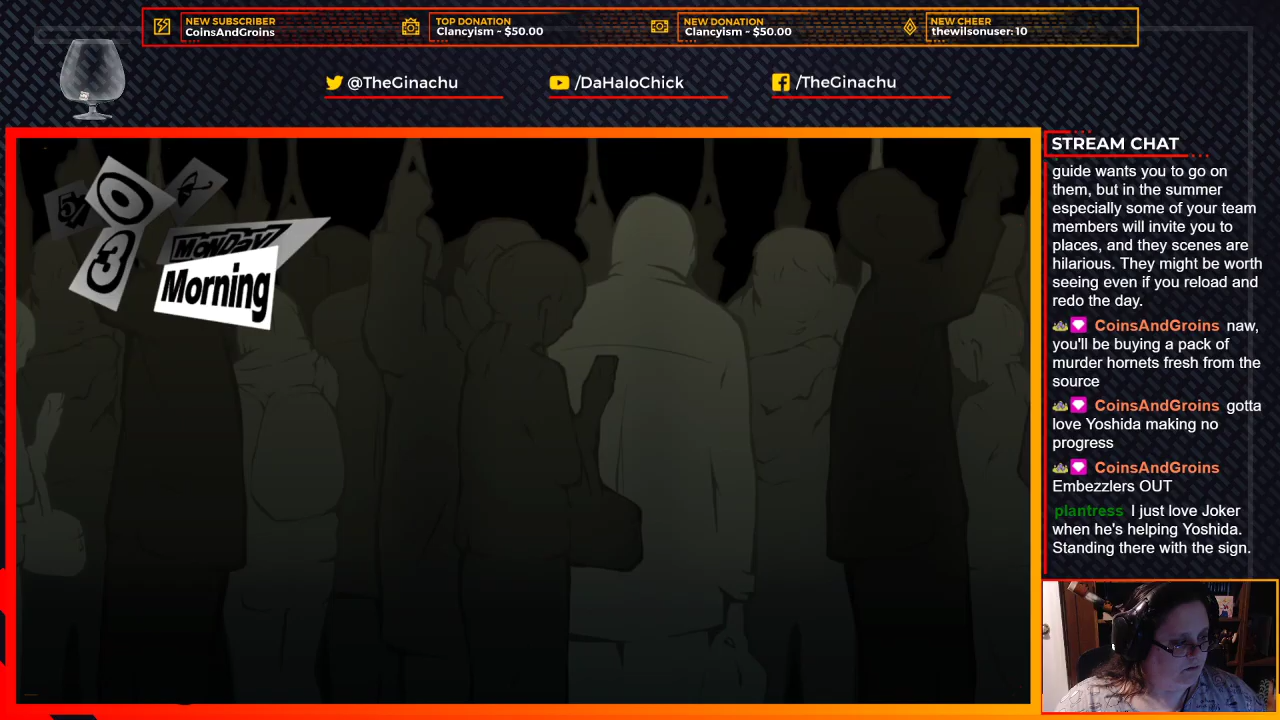 NEW SUBSCRIBER
CoinsAndGroins
TOP DONATION
Clancyism ~ $50.00
NEW DONATION
Clancyism ~ $50.00
NEW CHEER
thewilsonuser: 10
@TheGinachu
/DaHaloChick
/TheGinachu
STREAM CHAT
guide wants you to go on
them, but in the summer
especially some of your team
members will invite you to
places, and they scenes are
hilarious. They might be worth
seeing even if you reload and
redo the day.
CoinsAndGroins naw,
you'll be buying a pack of
murder hornets fresh from the
source
CoinsAndGroins gotta
love Yoshida making no
progress
CoinsAndGroins
Embezzlers OUT
plantress I just love Joker
when he's helping Yoshida.
Standing there with the sign.
5/
0
3
MONDAY
Morning